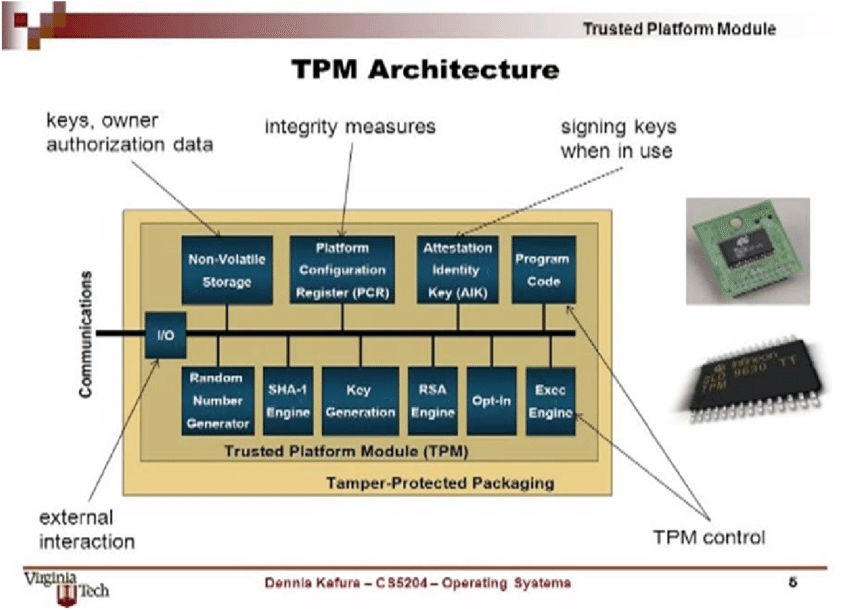 Trusted Platform Module
TPM Architecture
keys, owner
authorization data
integrity measures
signing keys
when in use
Non-Volatile
Storage
Platform
Configuration
Register (PCR)
Attestation
Identity
Key (AIK)
Program
Code
Communications
I/O
Random
Number
Generator
SHA-1
Engine
Key
Generation
RSA
Engine
Opt-In
Exec
Engine
Trusted Platform Module (TPM)
Tamper-Protected Packaging
Infineon
SLD 9630 TT
TPM
external
interaction
TPM control
Virginia
Tech
Dennis Kafura – CS5204 – Operating Systems
5